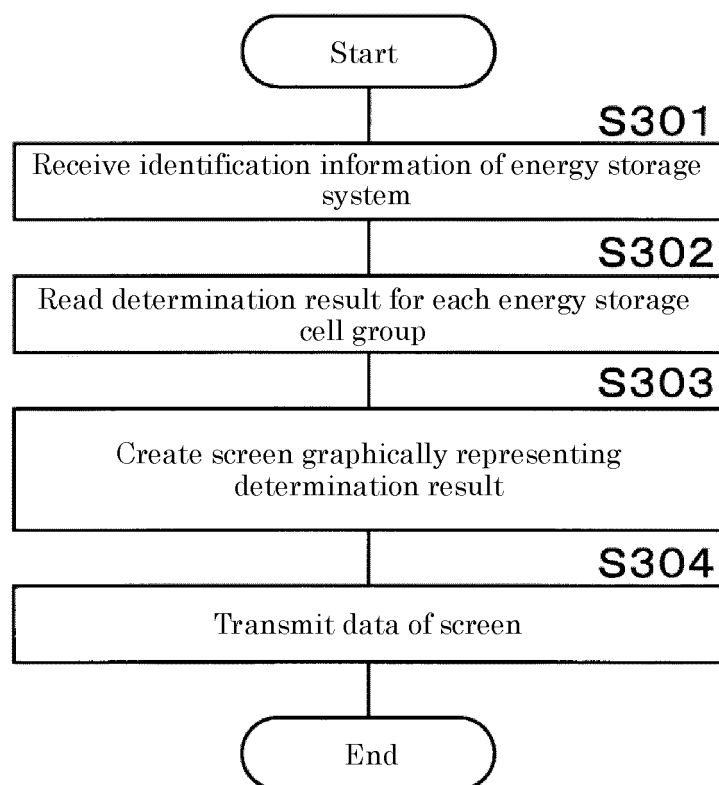 Start
S301
Receive identification information of energy storage
system
S302
Read determination result for each energy storage
cell group
S303
Create screen graphically representing
determination result
S304
Transmit data of screen
End